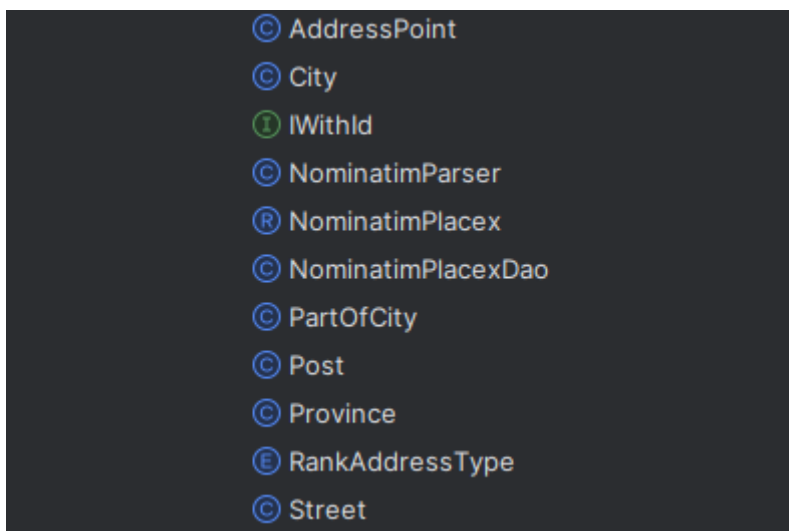 C AddressPoint
C City
I IWithId
C NominatimParser
R NominatimPlacex
C NominatimPlacexDao
C PartOfCity
C Post
C Province
E RankAddressType
C Street